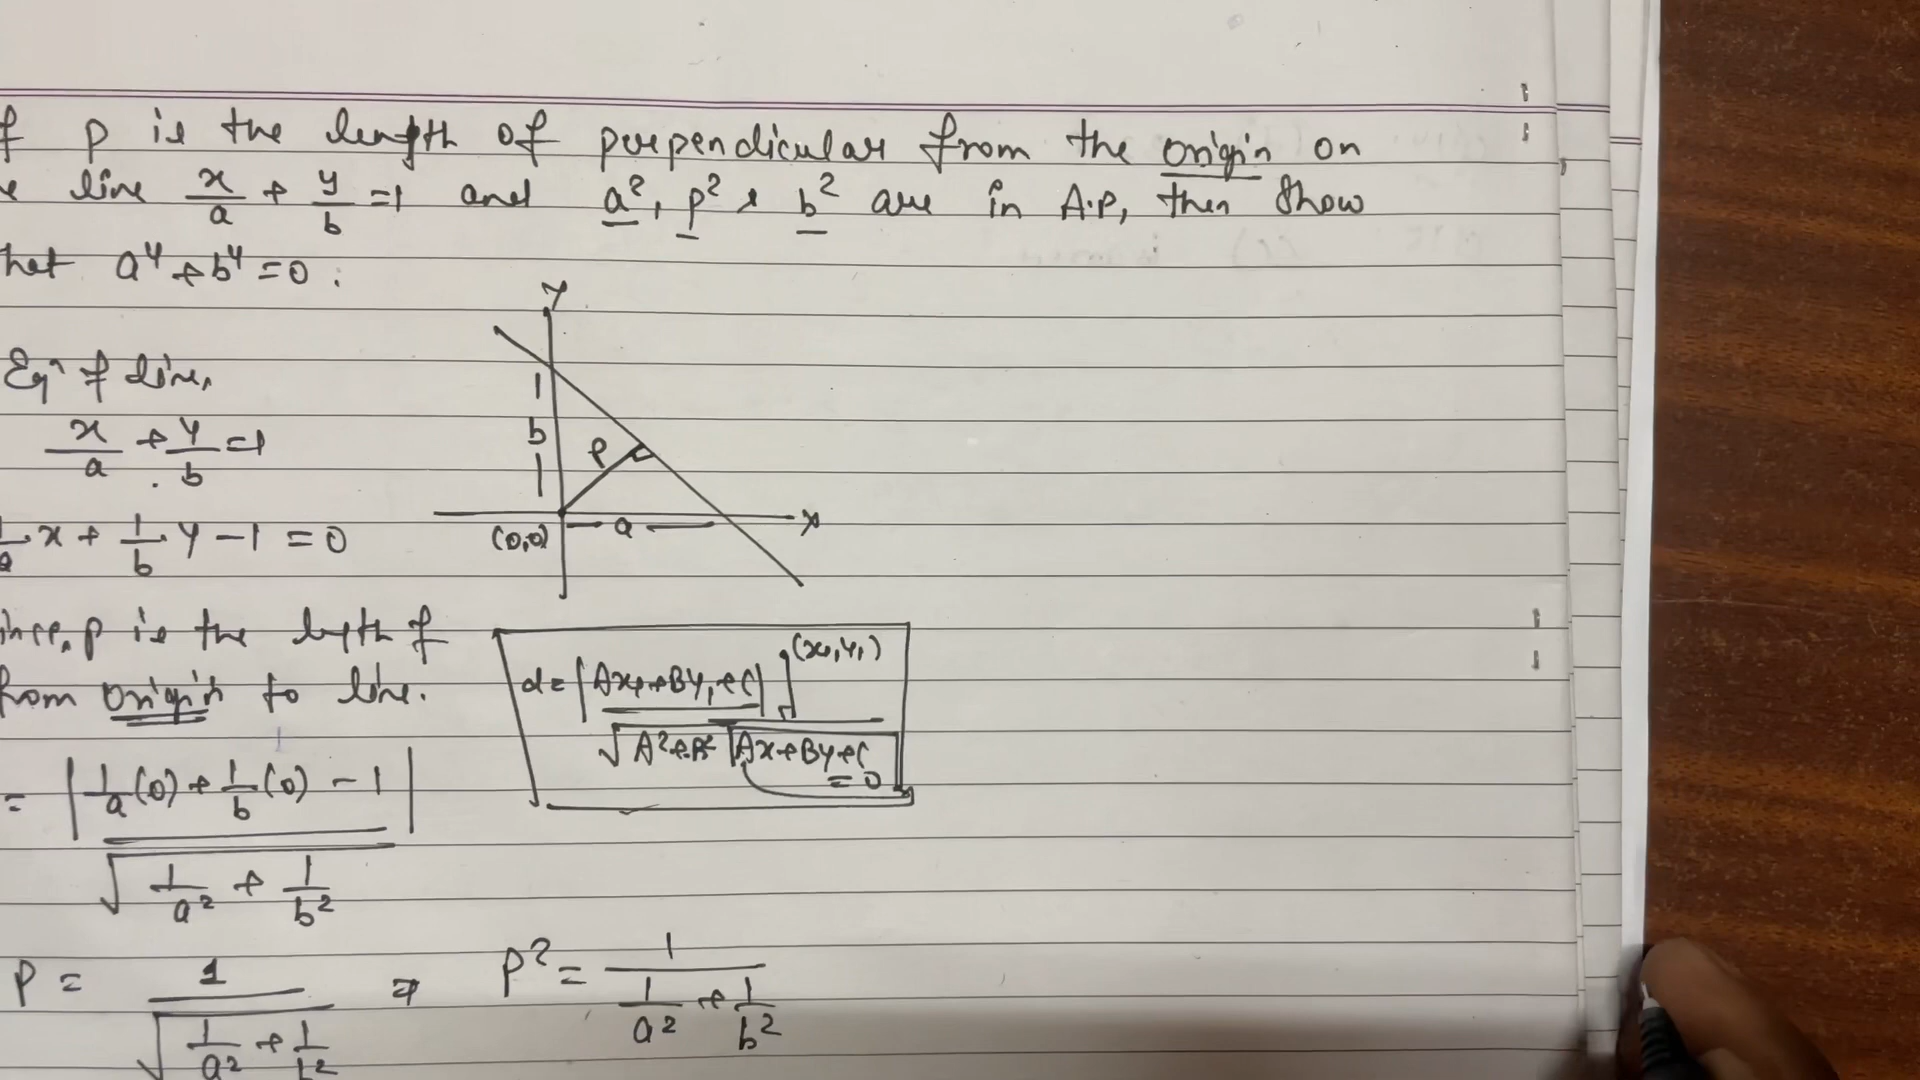 f p is the length of perpendicular from the origin on
e line x/a + y/b = 1 and a², p² & b² are in A.P, then show
hat a⁴ + b⁴ = 0 :
Eqⁿ of line,
x/a + y/b = 1
1/a x + 1/b y - 1 = 0
ince, p is the length of
from origin to line.
= |1/a (0) + 1/b (0) - 1| / √(1/a² + 1/b²)
P = 1 / √(1/a² + 1/b²) ⇒ P² = 1 / (1/a² + 1/b²)
y
b
p
(0,0)
a
x
d = |Ax₁ + By₁ + C| / √(A² + B²)
(x₁, y₁)
Ax + By + C = 0